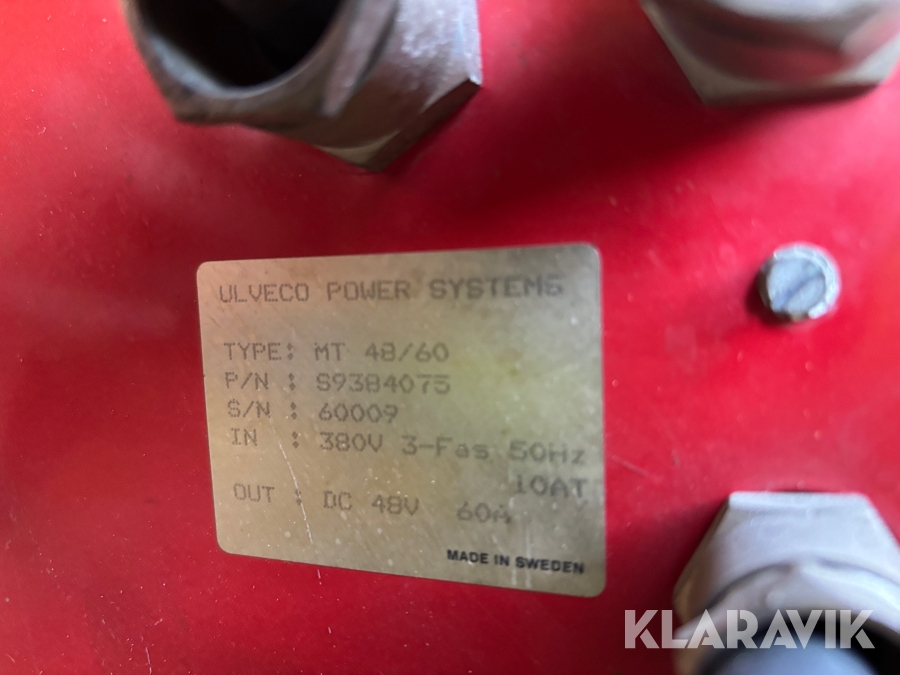 ULVECO POWER SYSTEMS
TYPE: MT 48/60
P/N : S9384075
S/N : 60009
IN : 380V 3-Fas 50Hz
10AT
OUT : DC 48V 60A
MADE IN SWEDEN
KLARAVIK